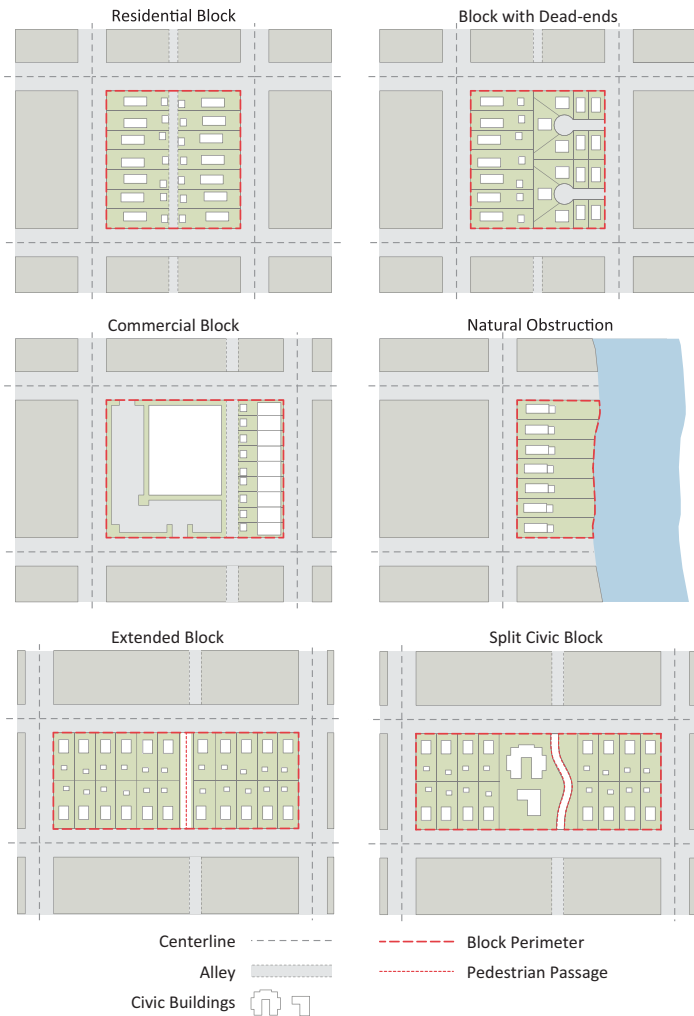 Residential Block
Block with Dead-ends
Commercial Block
Natural Obstruction
Extended Block
Split Civic Block
Centerline
Block Perimeter
Alley
Pedestrian Passage
Civic Buildings